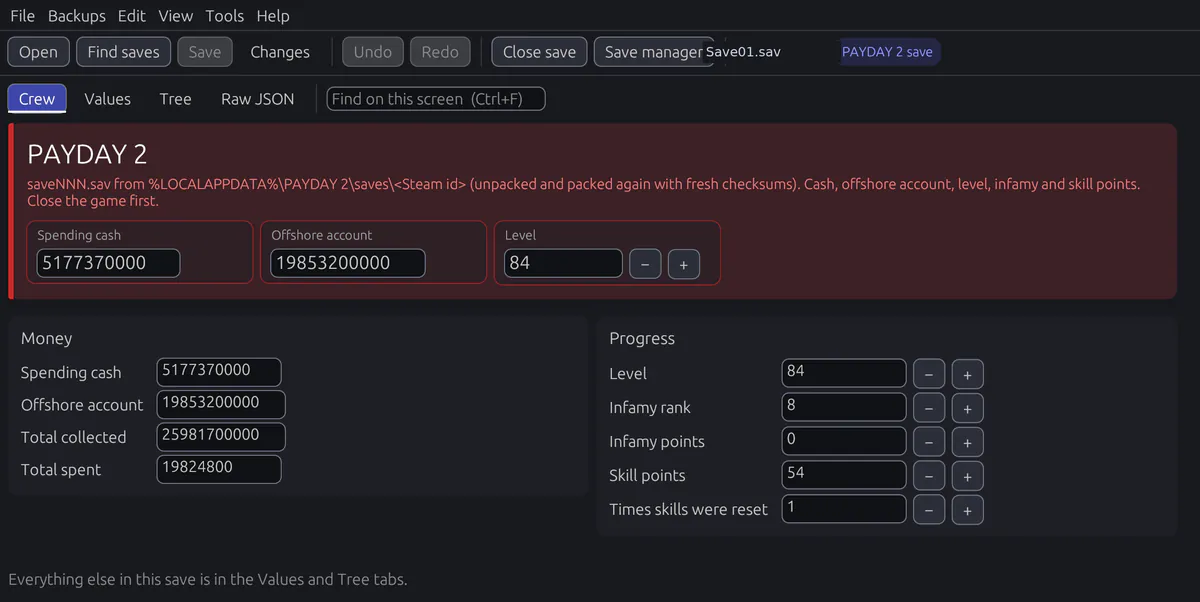 File Backups Edit View Tools Help
Open Find saves Save Changes Undo Redo Close save Save manager Save01.sav PAYDAY 2 save
Crew Values Tree Raw JSON Find on this screen (Ctrl+F)
PAYDAY 2
saveNNN.sav from %LOCALAPPDATA%\PAYDAY 2\saves\<Steam id> (unpacked and packed again with fresh checksums). Cash, offshore account, level, infamy and skill points.
Close the game first.
Spending cash Offshore account Level
5177370000 19853200000 84 − +
Money
Spending cash 5177370000
Offshore account 19853200000
Total collected 25981700000
Total spent 19824800
Progress
Level 84 − +
Infamy rank 8 − +
Infamy points 0 − +
Skill points 54 − +
Times skills were reset 1 − +
Everything else in this save is in the Values and Tree tabs.